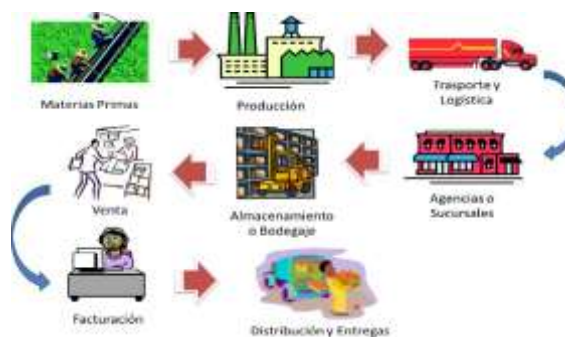 Materias Primas
Producción
Trasporte y
Logística
Agencias o
Sucursales
Almacenamiento
o Bodegaje
Venta
Facturación
Distribución y Entregas